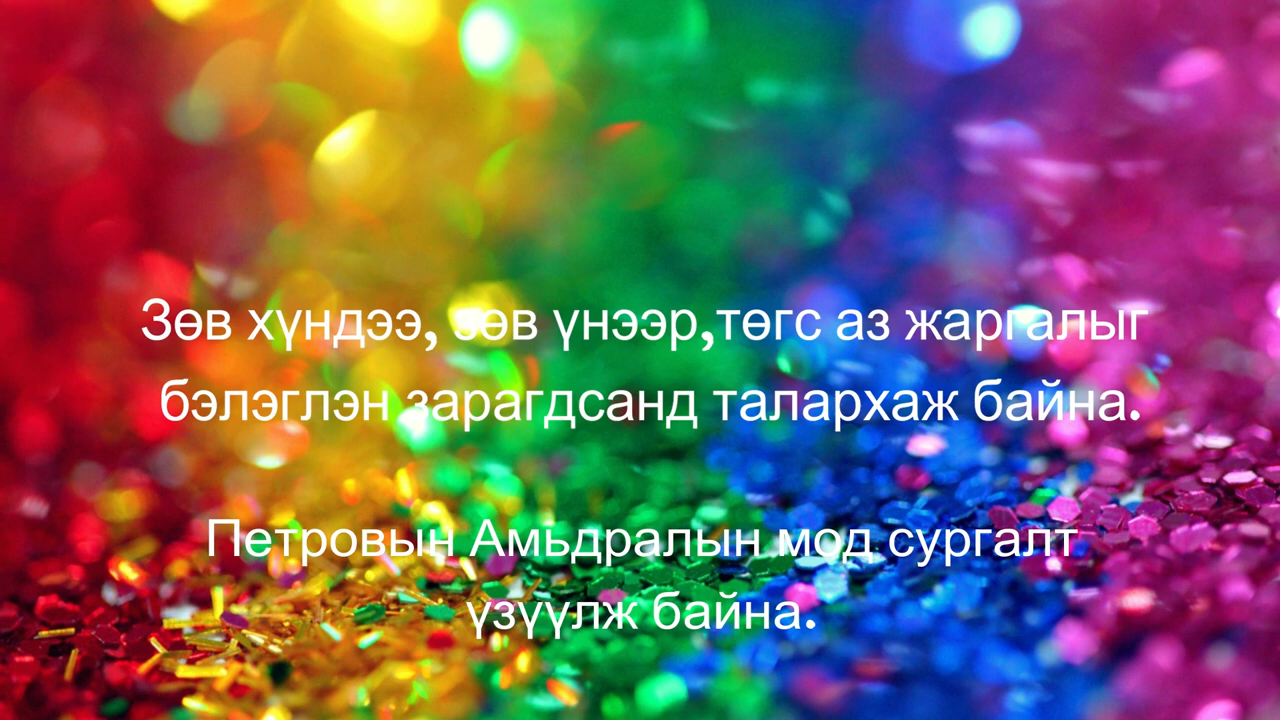 Зөв хүндээ, зөв үнээр,төгс аз жаргалыг
бэлэглэн зарагдсанд талархаж байна.
Петровын Амьдралын мод сургалт
үзүүлж байна.